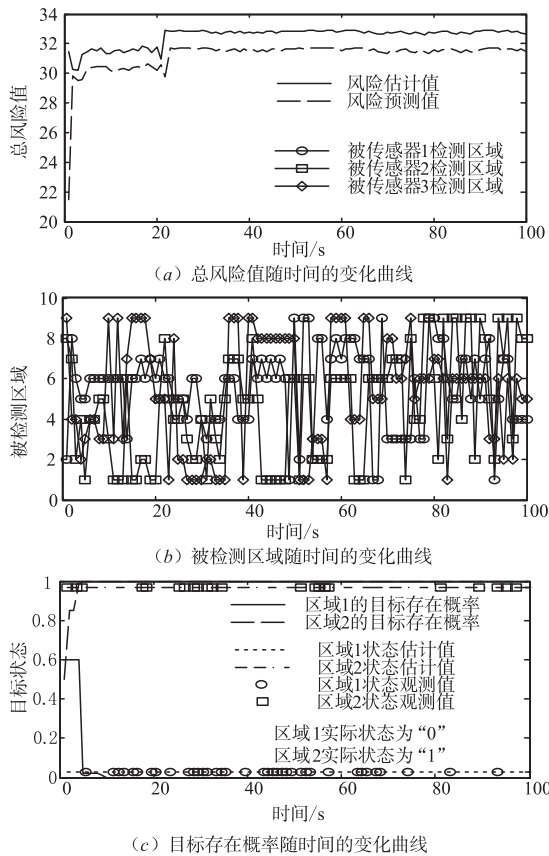 34
32
30
28
26
24
22
20
总风险值
风险估计值
风险预测值
被传感器1检测区域
被传感器2检测区域
被传感器3检测区域
0 20 40 60 80 100
时间/s
(a) 总风险值随时间的变化曲线
10
8
6
4
2
0
被检测区域
0 20 40 60 80 100
时间/s
(b) 被检测区域随时间的变化曲线
1
0.8
0.6
0.4
0.2
0
目标状态
区域1的目标存在概率
区域2的目标存在概率
区域1状态估计值
区域2状态估计值
区域1状态观测值
区域2状态观测值
区域1实际状态为“0”
区域2实际状态为“1”
0 20 40 60 80 100
时间/s
(c) 目标存在概率随时间的变化曲线